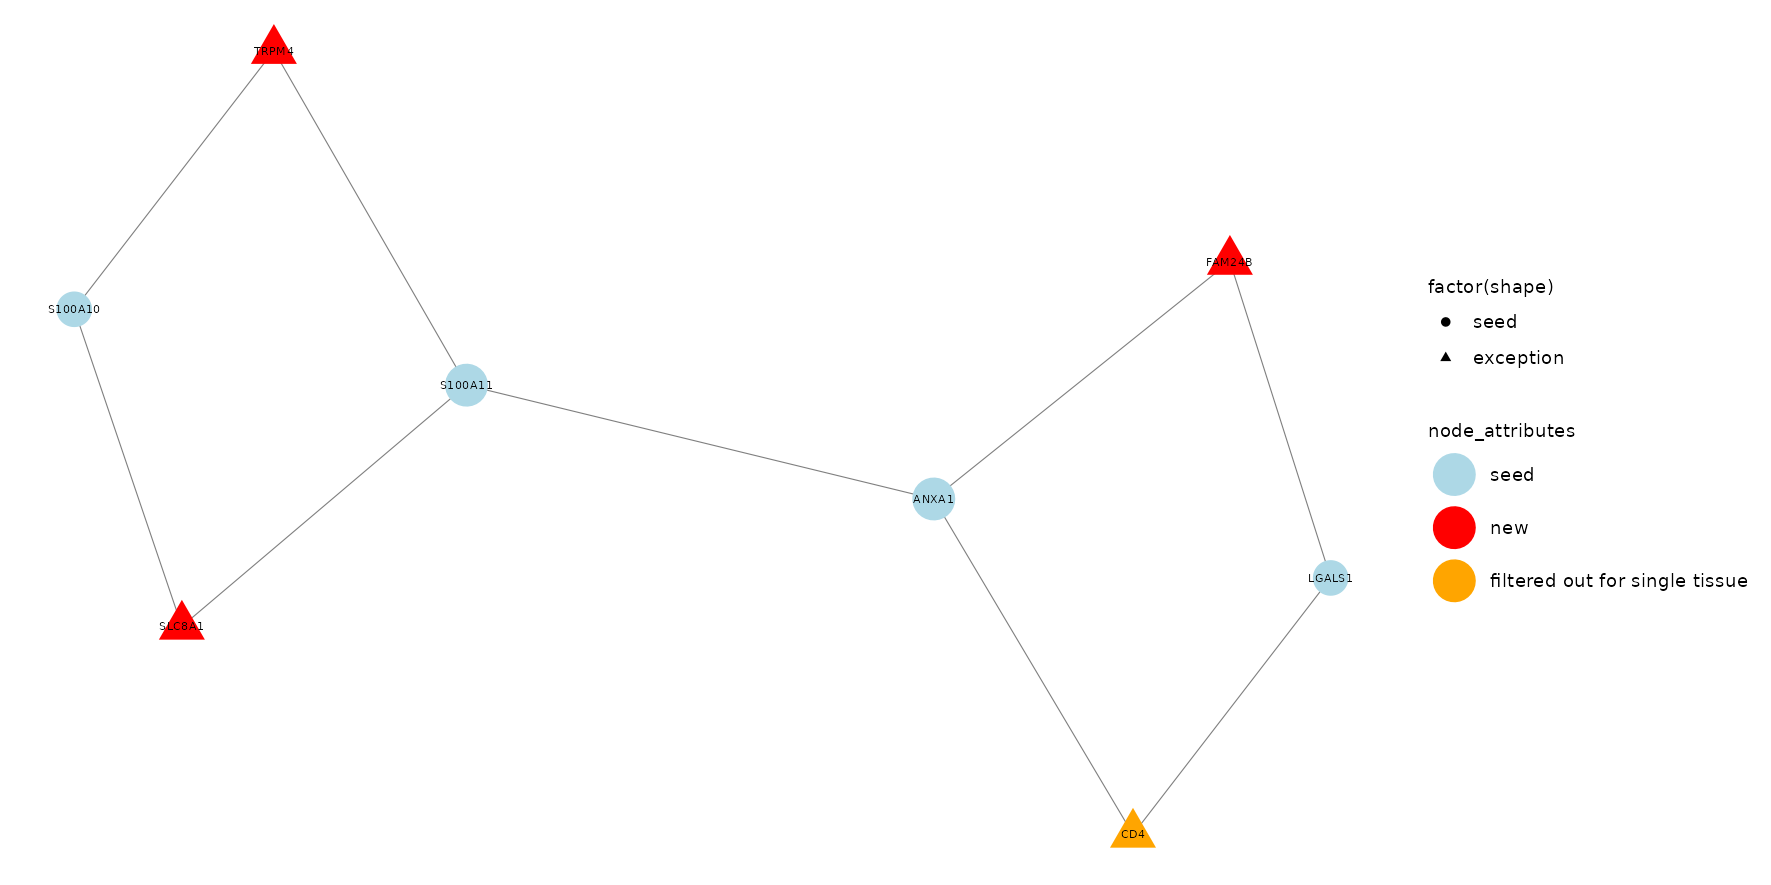 TRPM4
FAM24B
S100A10
S100A11
ANXA1
LGALS1
SLC8A1
CD4
factor(shape)
seed
exception
node_attributes
seed
new
filtered out for single tissue